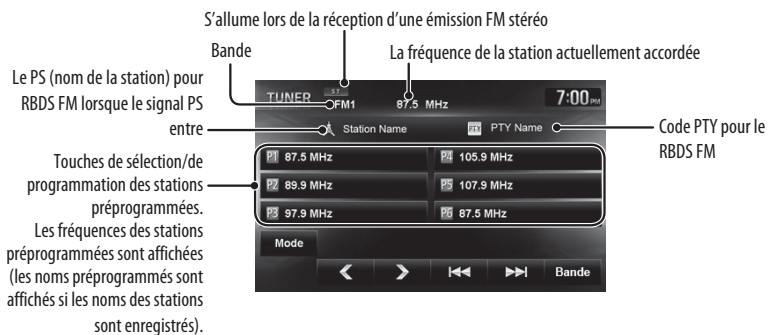 S'allume lors de la réception d'une émission FM stéréo
Bande
La fréquence de la station actuellement accordée
Le PS (nom de la station) pour
RBDS FM lorsque le signal PS
entre
TUNER
ST
FM1
87.5 MHz
7:00 PM
Station Name
PTY
PTY Name
Code PTY pour le
RBDS FM
Touches de sélection/de
programmation des stations
préprogrammées.
Les fréquences des stations
préprogrammées sont affichées
(les noms préprogrammés sont
affichés si les noms des stations
sont enregistrés).
P1 87.5 MHz
P4 105.9 MHz
P2 89.9 MHz
P5 107.9 MHz
P3 97.9 MHz
P6 87.5 MHz
Mode
Bande